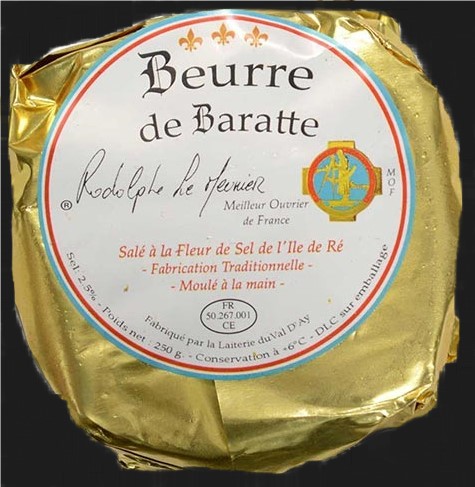 Beurre
de Baratte
Rodolphe Le Meunier
®
Meilleur Ouvrier
de France
MOF
Salé à la Fleur de Sel de l'Ile de Ré
- Fabrication Traditionnelle -
- Moulé à la main -
FR
50.267.001
CE
Fabriqué par la Laiterie du Val D'Ay
Sel: 2.5% - Poids net : 250 g. - Conservation à +6°C - DLC sur emballage